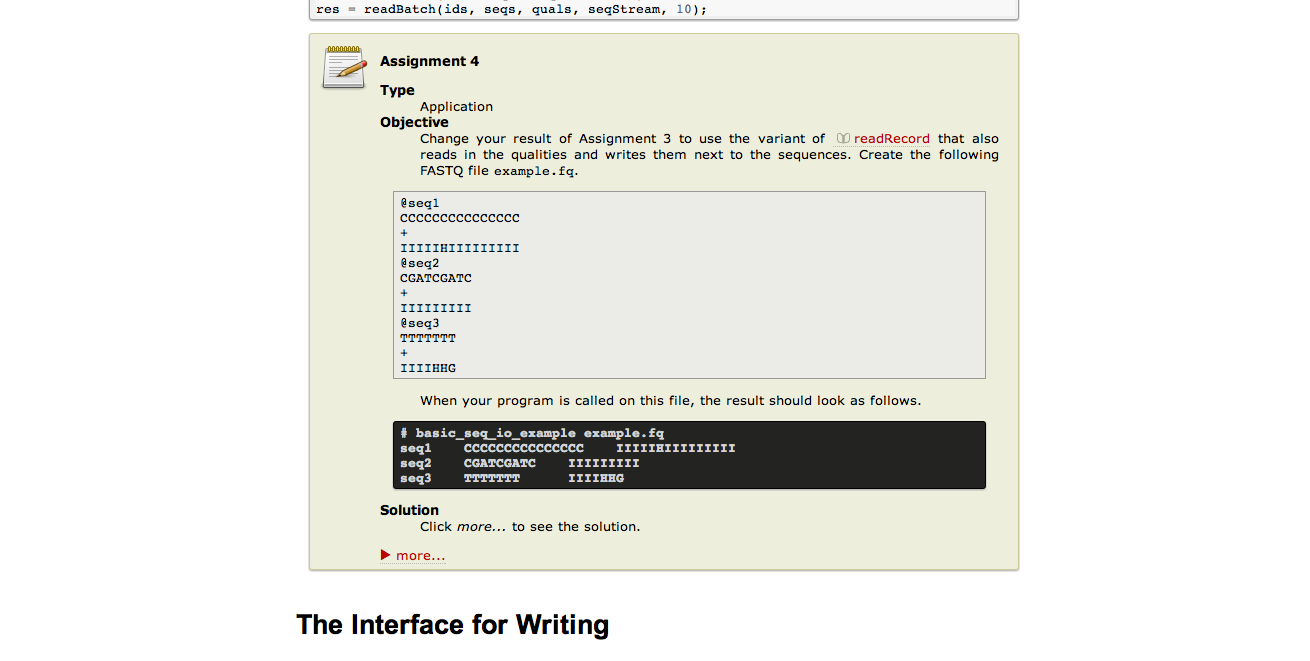 res = readBatch(ids, seqs, quals, seqStream, 10);
Assignment 4
Type
Application
Objective
Change your result of Assignment 3 to use the variant of readRecord that also
reads in the qualities and writes them next to the sequences. Create the following
FASTQ file example.fq.
@seq1
CCCCCCCCCCCCCCC
+
IIIIIHIIIIIIIII
@seq2
CGATCGATC
+
IIIIIIIII
@seq3
TTTTTTT
+
IIIIHHG
When your program is called on this file, the result should look as follows.
# basic_seq_io_example example.fq
seq1    CCCCCCCCCCCCCCC    IIIIIHIIIIIIIII
seq2    CGATCGATC    IIIIIIIII
seq3    TTTTTTT      IIIIHHG
Solution
Click more... to see the solution.
more...
The Interface for Writing